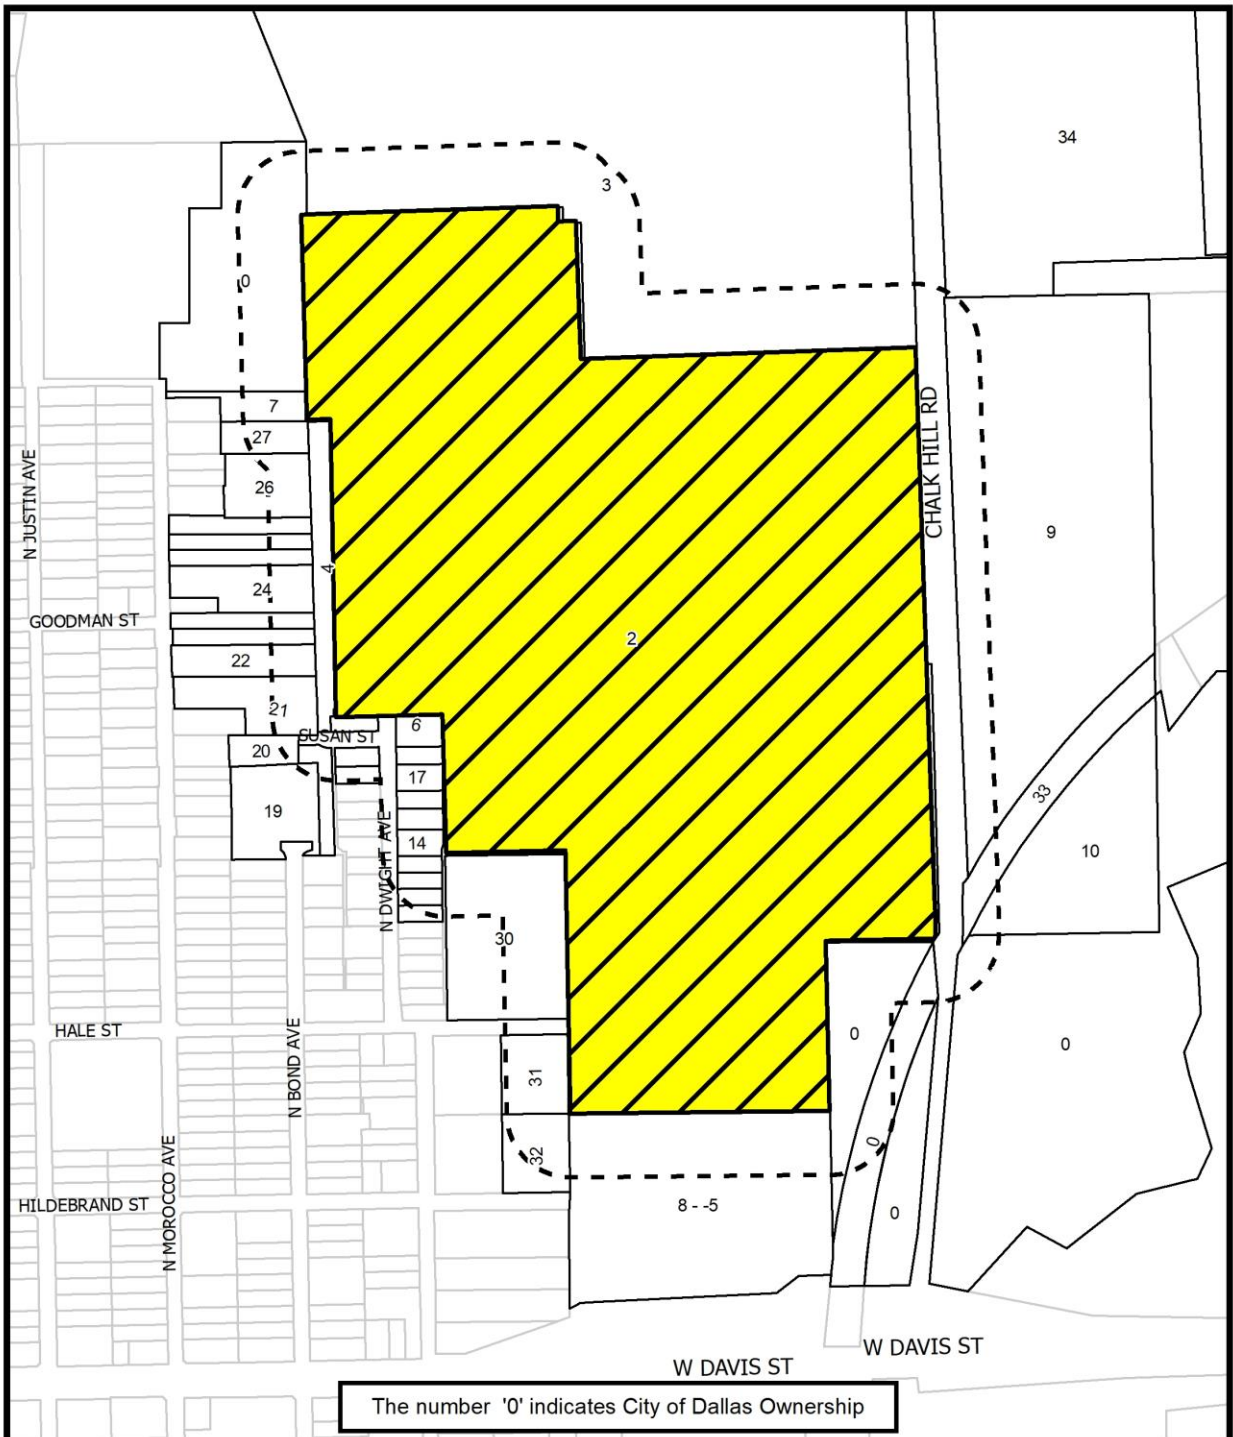 34
3
0
7
27
CHALK HILL RD
N JUSTIN AVE
26
9
4
24
GOODMAN ST
2
22
21
6
SUSAN ST
20
17
33
19
14
10
N DWIGHT AVE
30
HALE ST
0
0
N BOND AVE
31
0
32
N MOROCCO AVE
HILDEBRAND ST
8 - -5
0
W DAVIS ST
W DAVIS ST
The number '0' indicates City of Dallas Ownership